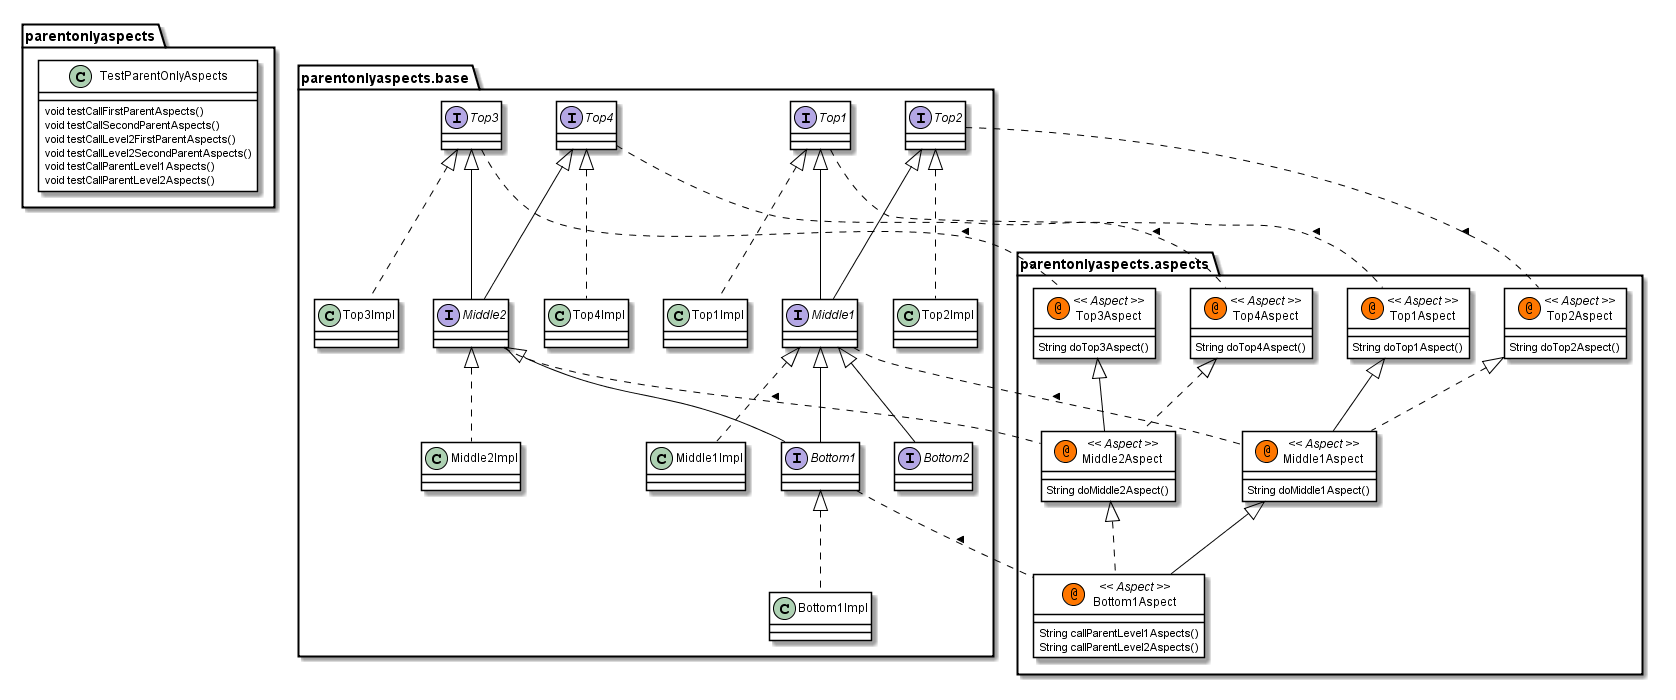 parentonlyaspects
C TestParentOnlyAspects
void testCallFirstParentAspects()
void testCallSecondParentAspects()
void testCallLevel2FirstParentAspects()
void testCallLevel2SecondParentAspects()
void testCallParentLevel1Aspects()
void testCallParentLevel2Aspects()
parentonlyaspects.base
I Top3
I Top4
I Top1
I Top2
C Top3Impl
I Middle2
C Top4Impl
C Top1Impl
I Middle1
C Top2Impl
C Middle2Impl
C Middle1Impl
I Bottom1
I Bottom2
C Bottom1Impl
parentonlyaspects.aspects
@ << Aspect >>
Top3Aspect
String doTop3Aspect()
@ << Aspect >>
Top4Aspect
String doTop4Aspect()
@ << Aspect >>
Top1Aspect
String doTop1Aspect()
@ << Aspect >>
Top2Aspect
String doTop2Aspect()
@ << Aspect >>
Middle2Aspect
String doMiddle2Aspect()
@ << Aspect >>
Middle1Aspect
String doMiddle1Aspect()
@ << Aspect >>
Bottom1Aspect
String callParentLevel1Aspects()
String callParentLevel2Aspects()